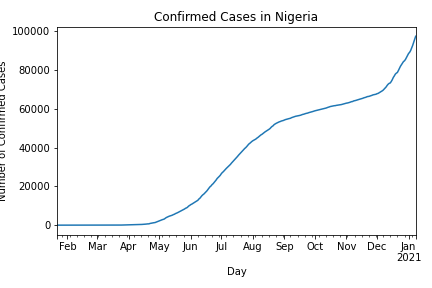 Confirmed Cases in Nigeria
Number of Confirmed Cases
100000
80000
60000
40000
20000
0
Feb Mar Apr May Jun Jul Aug Sep Oct Nov Dec Jan
2021
Day